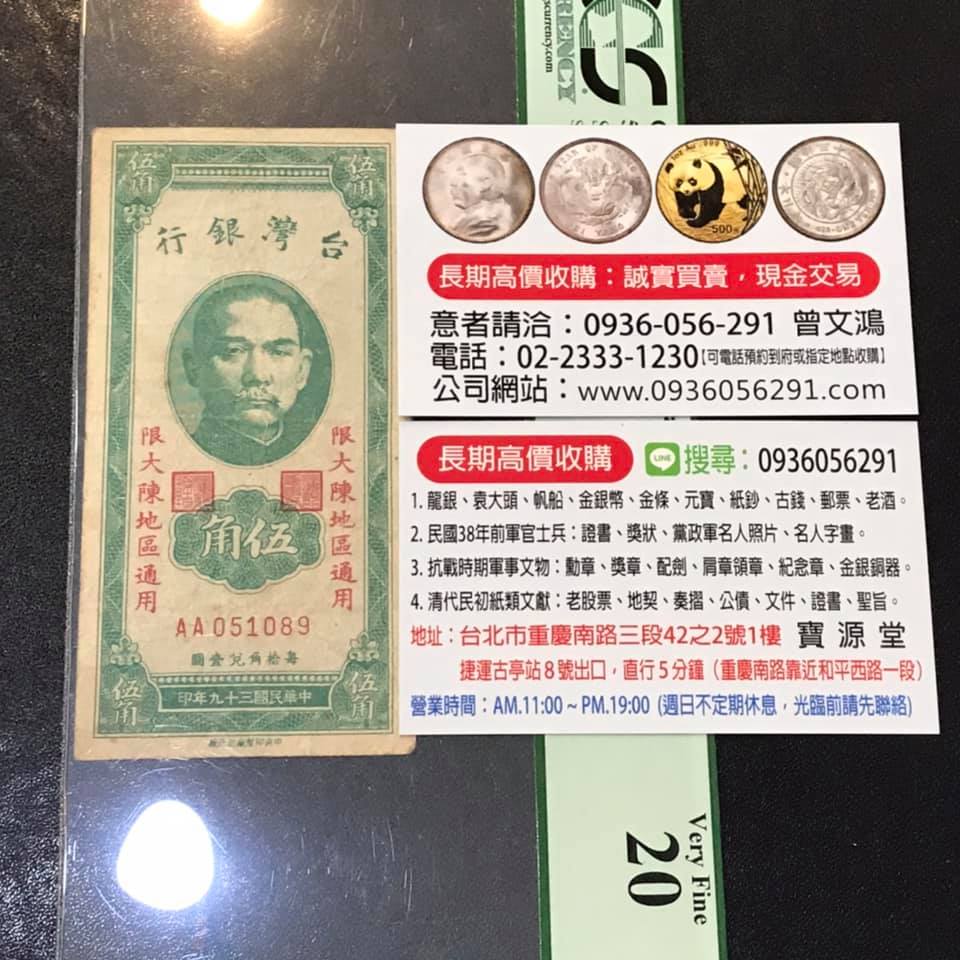 伍角
伍角
行銀灣台
限大陳地區通用
限大陳地區通用
角伍
AA051089
每拾角兌壹圓
印年九十三國民華中
伍角
伍角
CURRENCY
currency.com
長期高價收購：誠實買賣，現金交易
意者請洽：0936-056-291 曾文鴻
電話：02-2333-1230【可電話預約到府或指定地點收購】
公司網站：www.0936056291.com
長期高價收購 LINE 搜尋：0936056291
1. 龍銀、袁大頭、帆船、金銀幣、金條、元寶、紙鈔、古錢、郵票、老酒。
2. 民國38年前軍官士兵：證書、獎狀、黨政軍名人照片、名人字畫。
3. 抗戰時期軍事文物：勳章、獎章、配劍、肩章領章、紀念章、金銀銅器。
4. 清代民初紙類文獻：老股票、地契、奏摺、公債、文件、證書、聖旨。
地址：台北市重慶南路三段42之2號1樓 寶源堂
捷運古亭站8號出口，直行5分鐘（重慶南路靠近和平西路一段）
營業時間：AM.11:00 ~ PM.19:00 (週日不定期休息，光臨前請先聯絡)
Very Fine
20